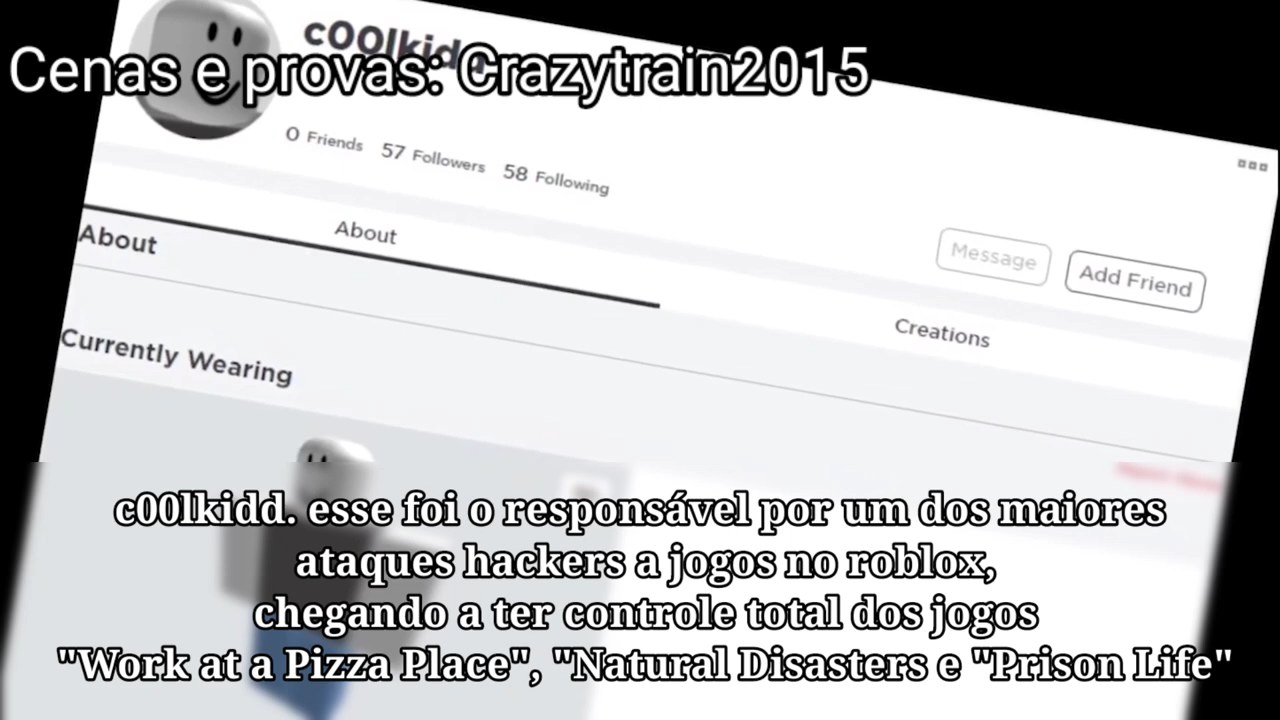 c00lkidd
Cenas e provas: Crazytrain2015
0 Friends 57 Followers 58 Following
Message Add Friend
About
Creations
About
Currently Wearing
c00lkidd. esse foi o responsável por um dos maiores
ataques hackers a jogos no roblox,
chegando a ter controle total dos jogos
"Work at a Pizza Place", "Natural Disasters e "Prison Life"